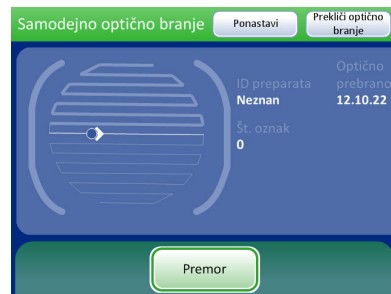 Samodejno optično branje
Ponastavi
Prekliči optično
branje
ID preparata
Neznan
Optično
prebrano
12.10.22
Št. oznak
0
Premor